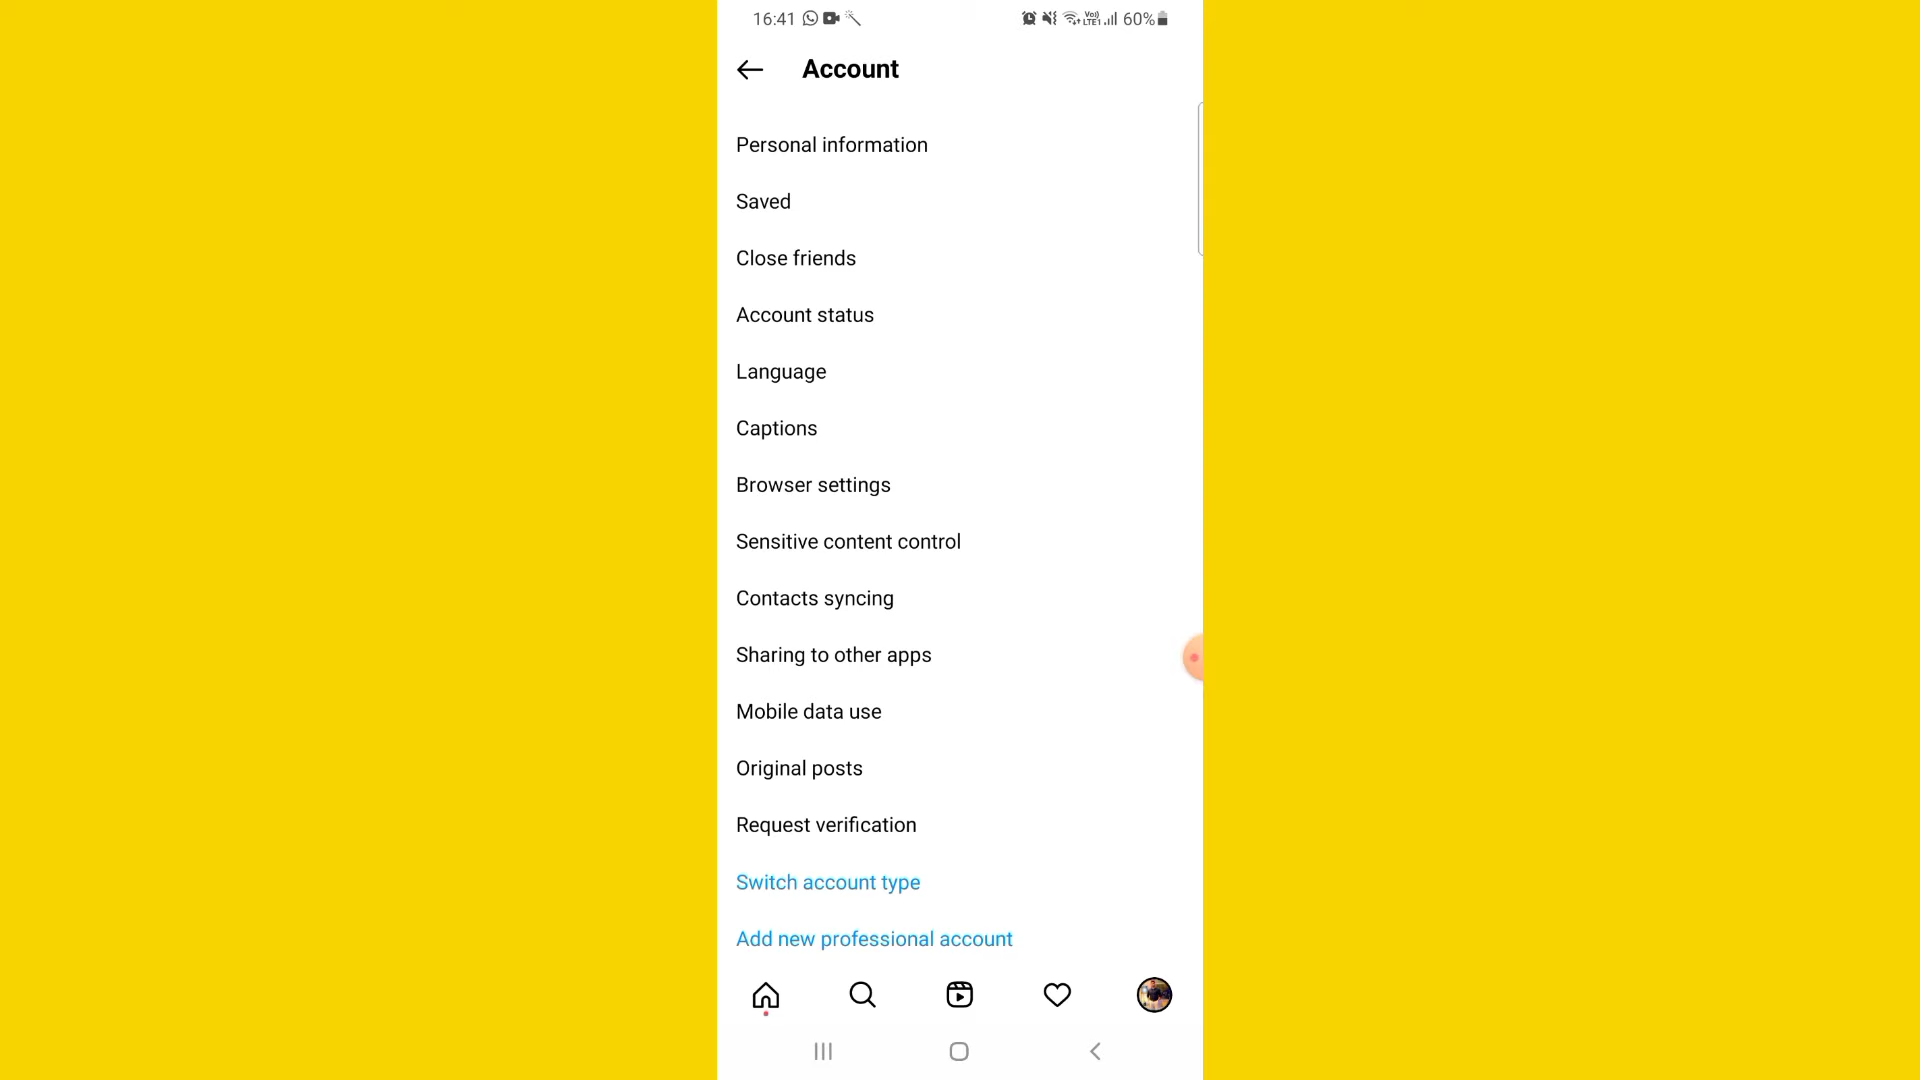 16:41 Vo)) LTE1 60%
Account
Personal information
Saved
Close friends
Account status
Language
Captions
Browser settings
Sensitive content control
Contacts syncing
Sharing to other apps
Mobile data use
Original posts
Request verification
Switch account type
Add new professional account